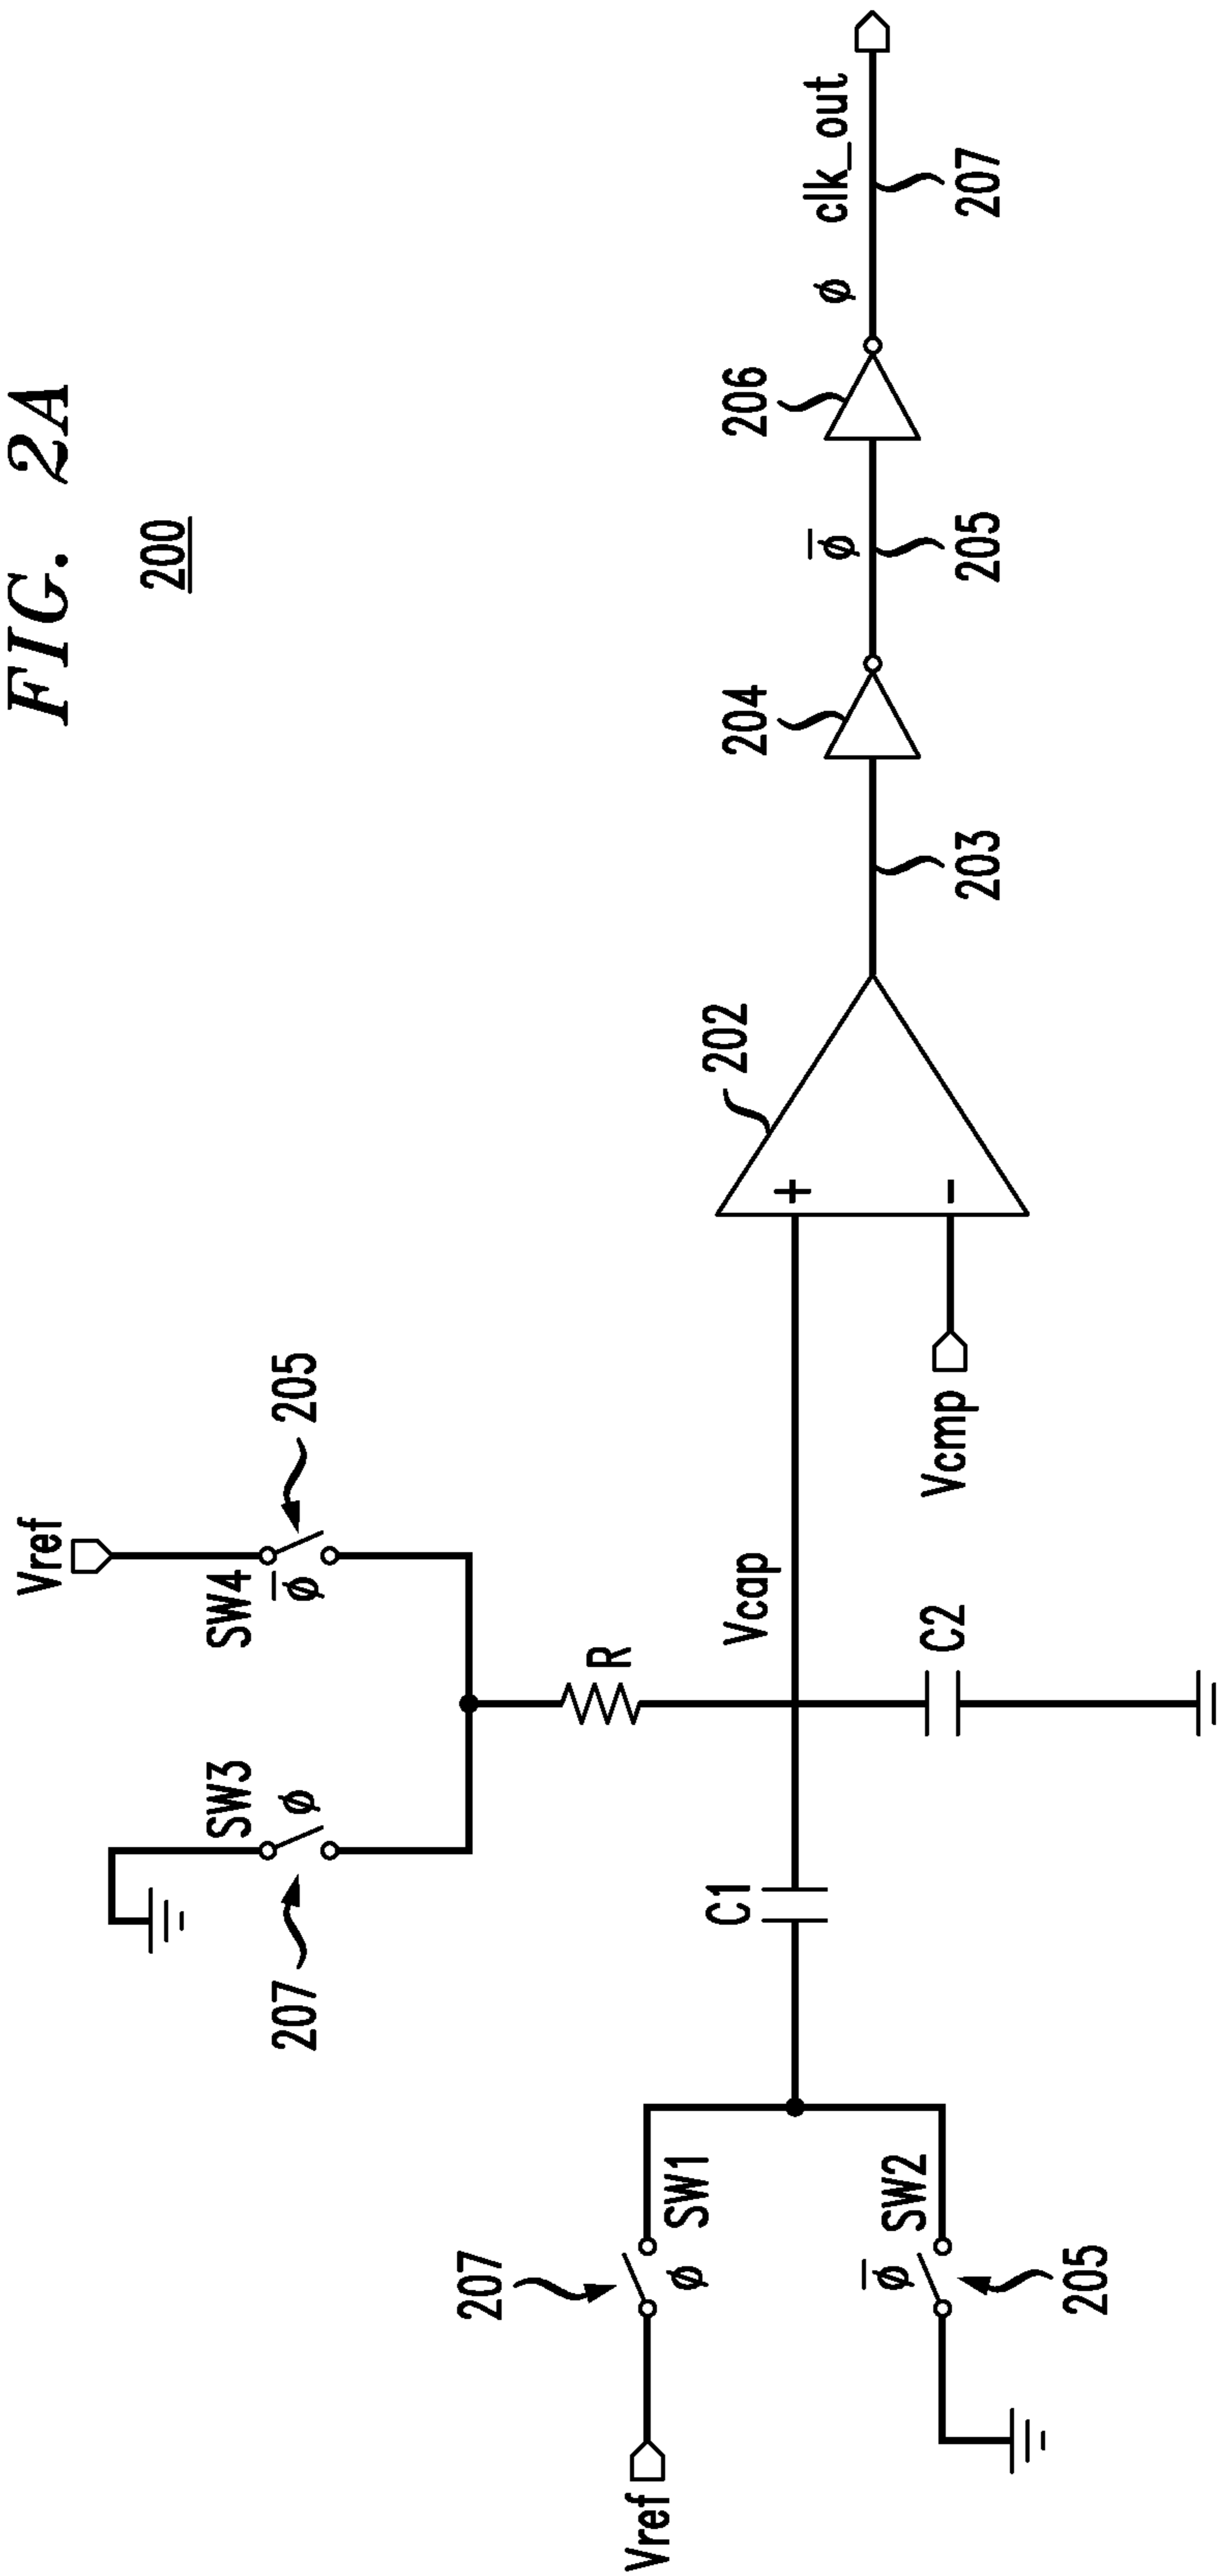 FIG. 2A
200
Vref
SW4
φ̅
205
SW3
φ
207
R
C1
Vcap
C2
Vref
207
φ
SW1
φ̅
SW2
205
+
-
Vcmp
202
203
204
φ̅
205
206
φ
clk_out
207